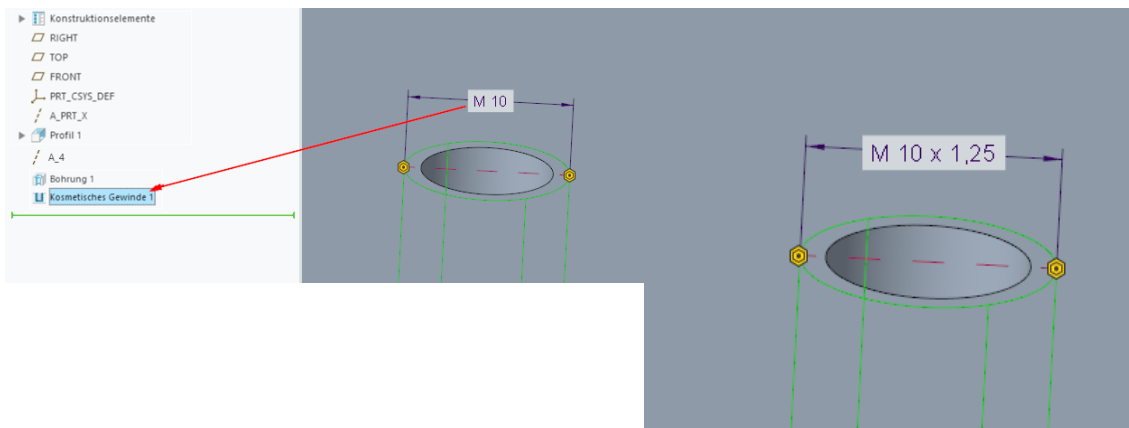 Konstruktionselemente
RIGHT
TOP
FRONT
PRT_CSYS_DEF
A_PRT_X
Profil 1
A_4
Bohrung 1
Kosmetisches Gewinde 1
M 10
M 10 x 1,25